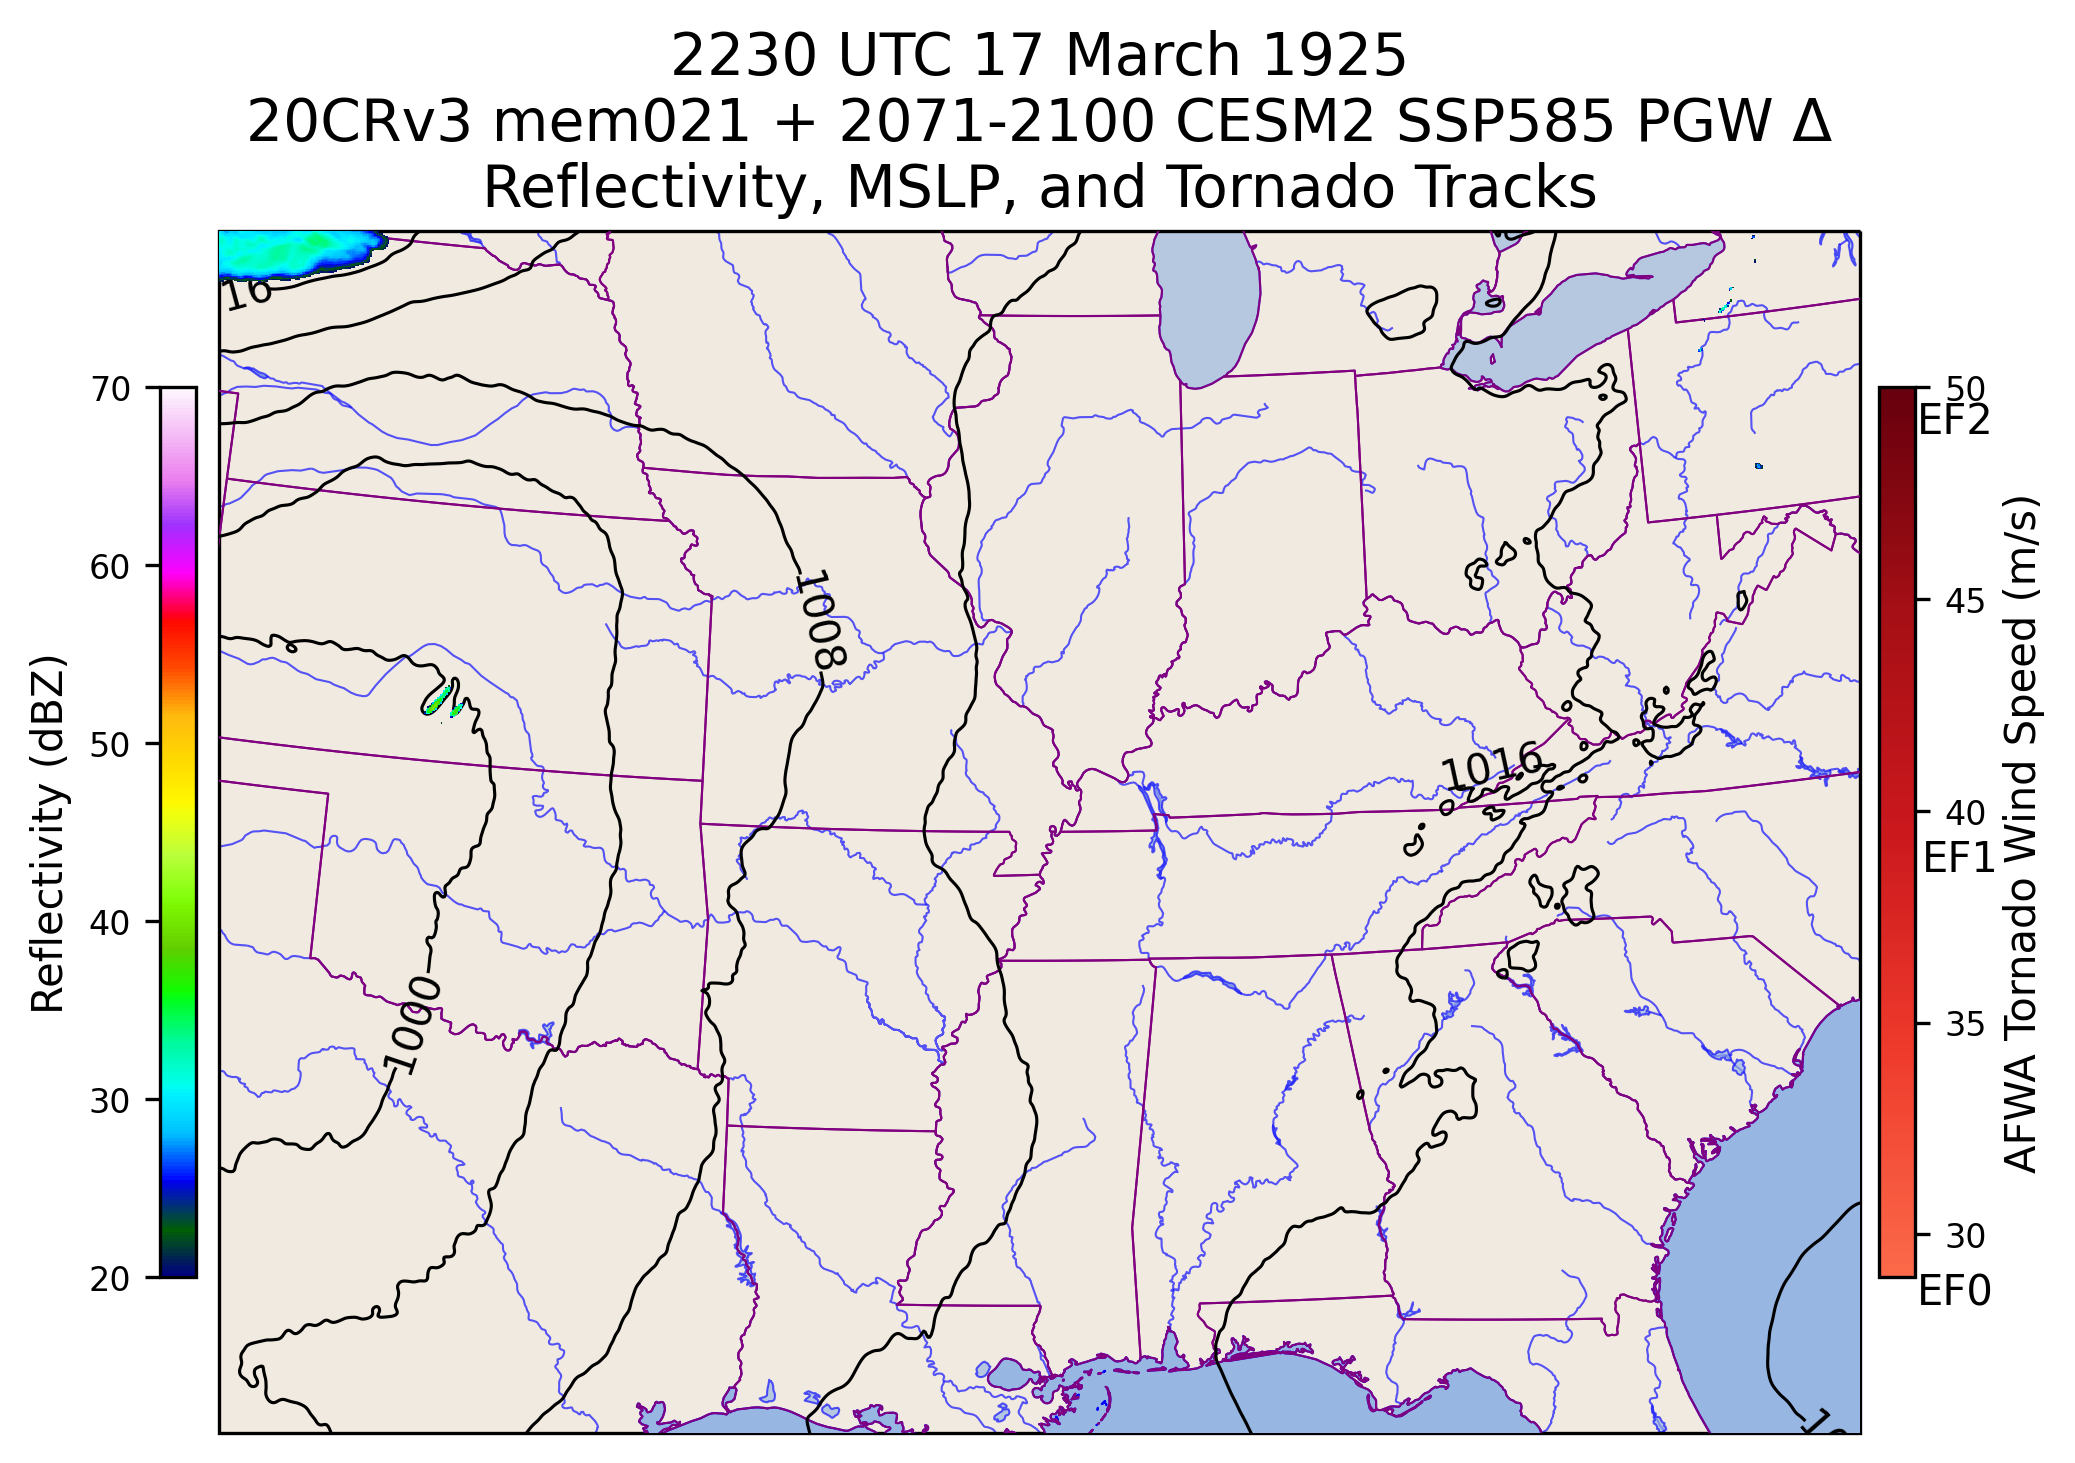 2230 UTC 17 March 1925
20CRv3 mem021 + 2071-2100 CESM2 SSP585 PGW Δ
Reflectivity, MSLP, and Tornado Tracks
16
1008
1016
1000
Reflectivity (dBZ)
70
60
50
40
30
20
50
EF2
45
40
EF1
35
30
EF0
AFWA Tornado Wind Speed (m/s)